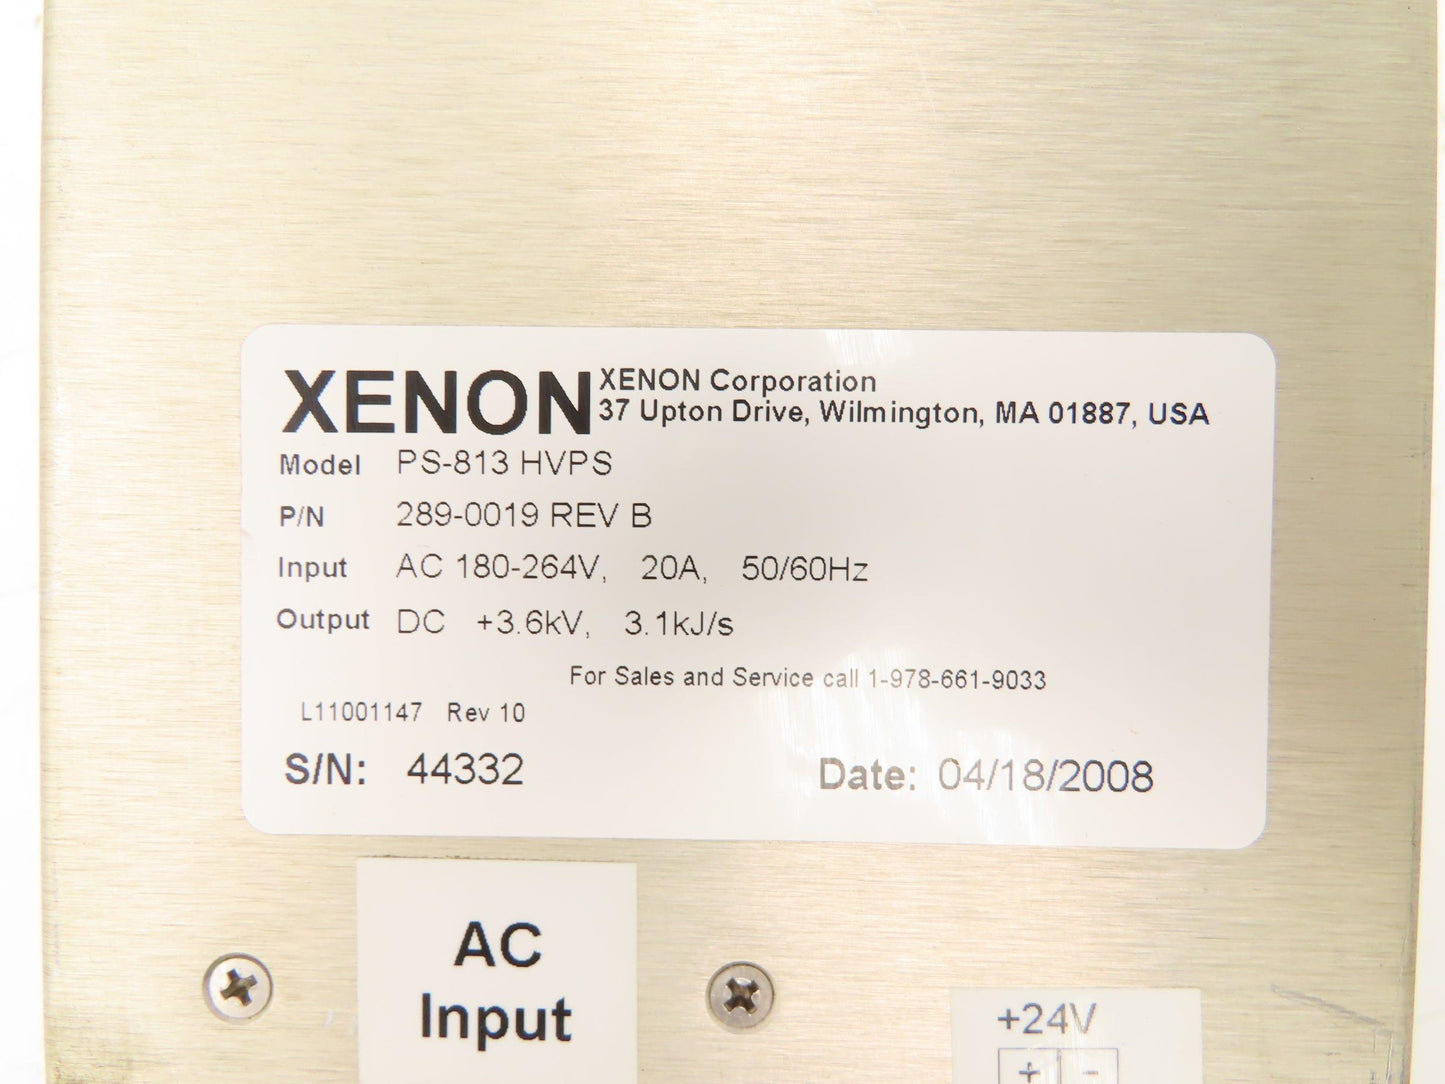 XENON
XENON Corporation
37 Upton Drive, Wilmington, MA 01887, USA
Model PS-813 HVPS
P/N 289-0019 REV B
Input AC 180-264V, 20A, 50/60Hz
Output DC +3.6kV, 3.1kJ/s
For Sales and Service call 1-978-661-9033
L11001147 Rev 10
S/N: 44332 Date: 04/18/2008
AC
Input
+24V
+ -